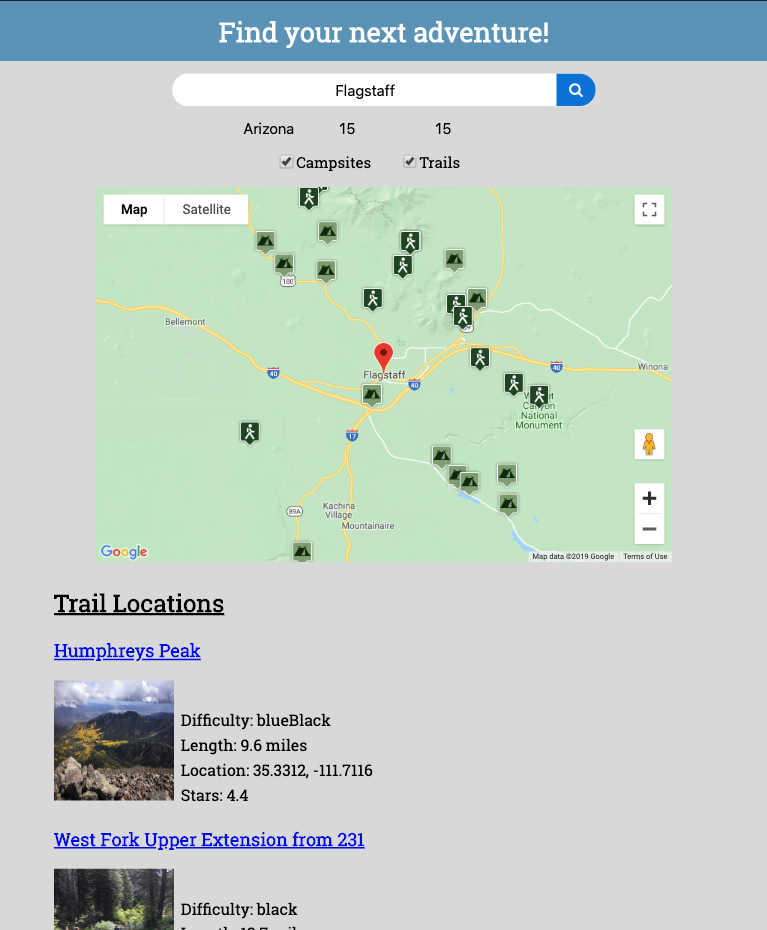 Find your next adventure!
Flagstaff
Arizona 15 15
Campsites Trails
Map Satellite
180
Bellemont
Flagstaff
40
40
40
Winona
Canyon
National
Monument
17
89A
Kachina
Village
Mountainaire
Google
Map data ©2019 Google Terms of Use
Trail Locations
Humphreys Peak
Difficulty: blueBlack
Length: 9.6 miles
Location: 35.3312, -111.7116
Stars: 4.4
West Fork Upper Extension from 231
Difficulty: black